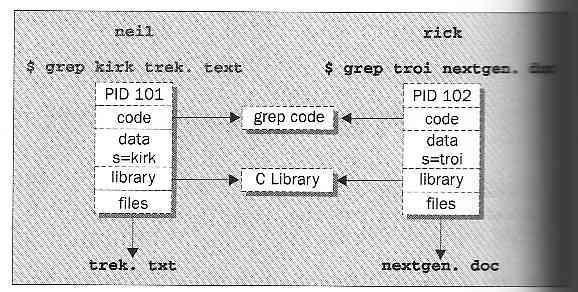 neil
rick
$ grep kirk trek. text
$ grep troi nextgen. doc
PID 101
PID 102
code
grep code
code
data
s=kirk
data
s=troi
library
C Library
library
files
files
trek. txt
nextgen. doc